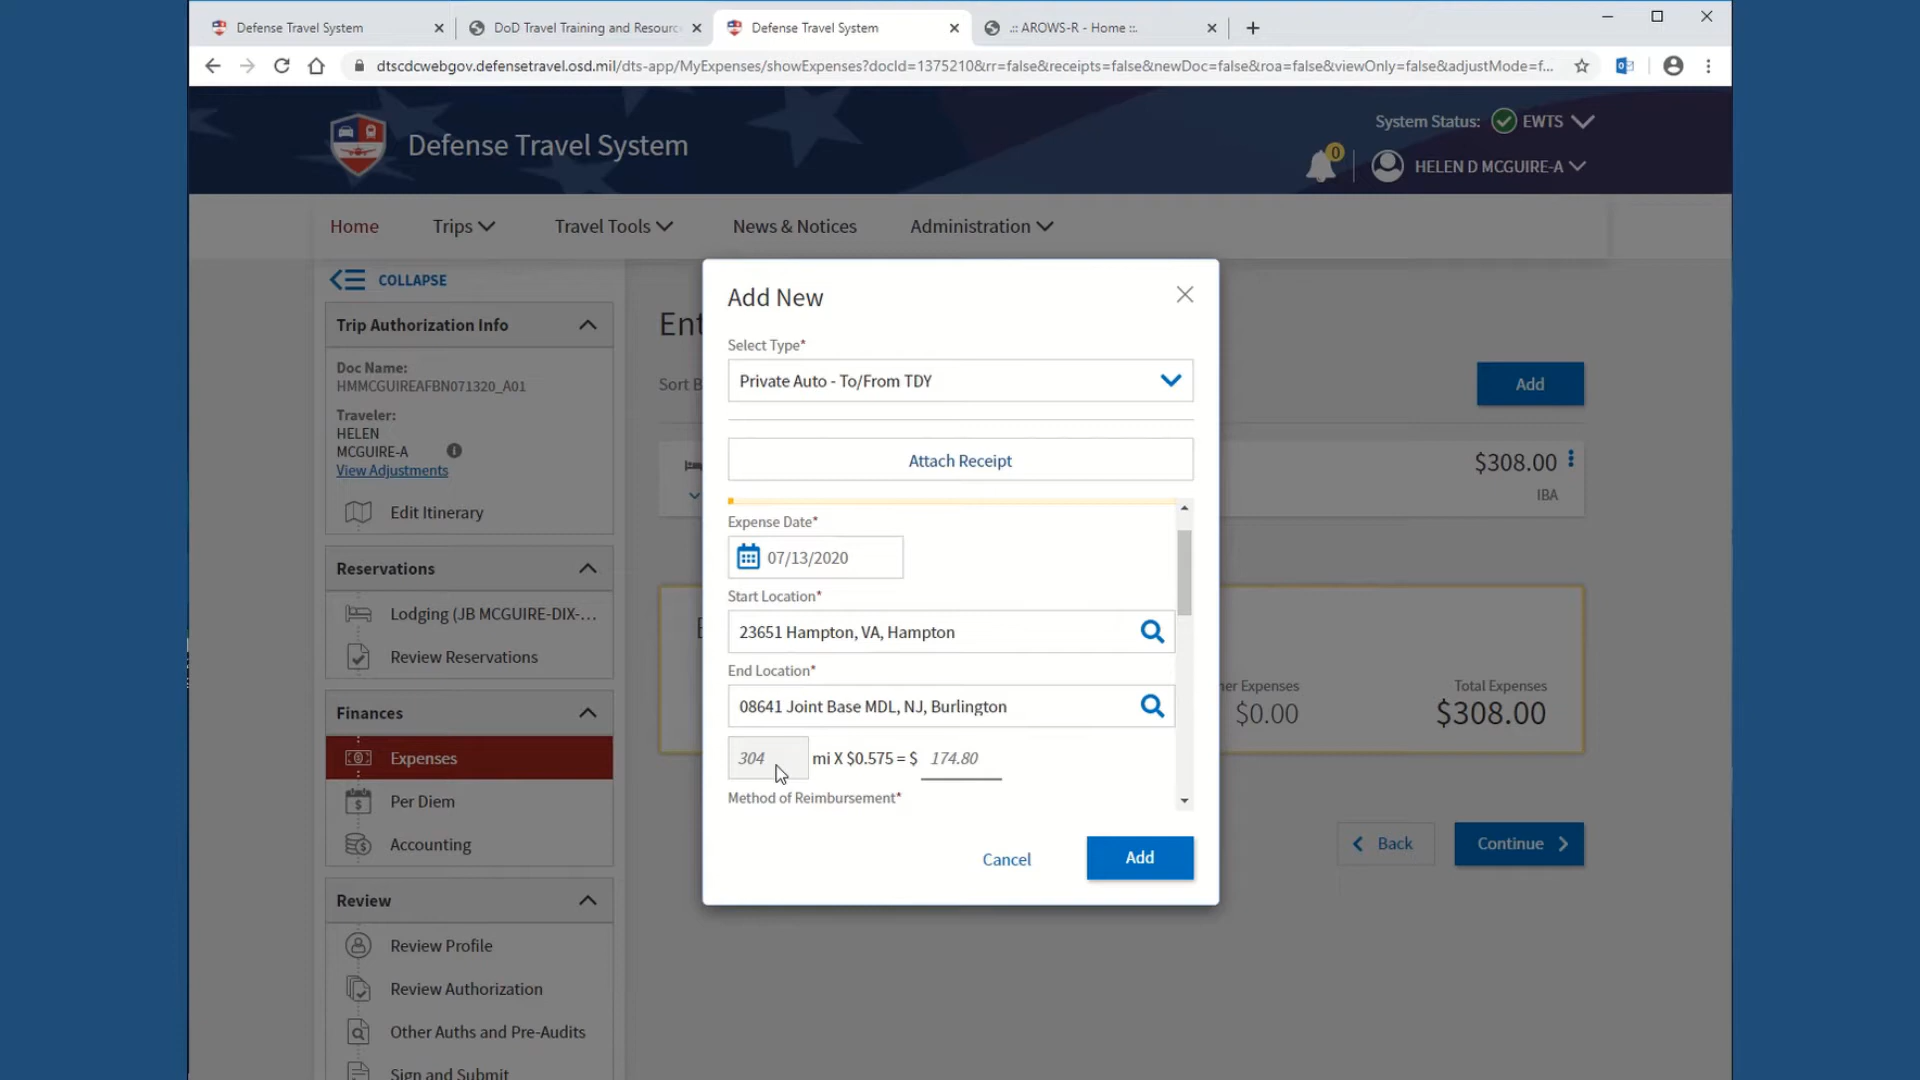 Defense Travel System
DoD Travel Training and Resourc
Defense Travel System
.:: AROWS-R - Home ::.
dtscdcwebgov.defensetravel.osd.mil/dts-app/MyExpenses/showExpenses?docId=1375210&rr=false&receipts=false&newDoc=false&roa=false&viewOnly=false&adjustMode=f...
Defense Travel System
System Status: EWTS
0
HELEN D MCGUIRE-A
Home Trips Travel Tools News & Notices Administration
COLLAPSE
Trip Authorization Info
Doc Name:
HMMCGUIREAFBN071320_A01
Traveler:
HELEN
MCGUIRE-A
View Adjustments
Edit Itinerary
Reservations
Lodging (JB MCGUIRE-DIX-...
Review Reservations
Finances
Expenses
Per Diem
Accounting
Review
Review Profile
Review Authorization
Other Auths and Pre-Audits
Sign and Submit
Ent
Sort B
Add
$308.00
IBA
E
ner Expenses
$0.00
Total Expenses
$308.00
Back
Continue
Add New
Select Type*
Private Auto - To/From TDY
Attach Receipt
Expense Date*
07/13/2020
Start Location*
23651 Hampton, VA, Hampton
End Location*
08641 Joint Base MDL, NJ, Burlington
304 mi X $0.575 = $ 174.80
Method of Reimbursement*
Cancel
Add